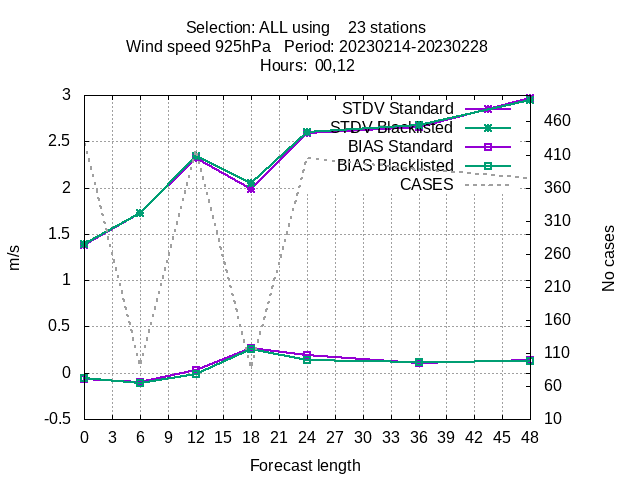 Selection: ALL using    23 stations
Wind speed 925hPa   Period: 20230214-20230228
Hours:  00,12
STDV Standard
STDV Blacklisted
BIAS Standard
BIAS Blacklisted
CASES
3
2.5
2
1.5
1
0.5
0
-0.5
m/s
460
410
360
310
260
210
160
110
60
10
No cases
0 3 6 9 12 15 18 21 24 27 30 33 36 39 42 45 48
Forecast length